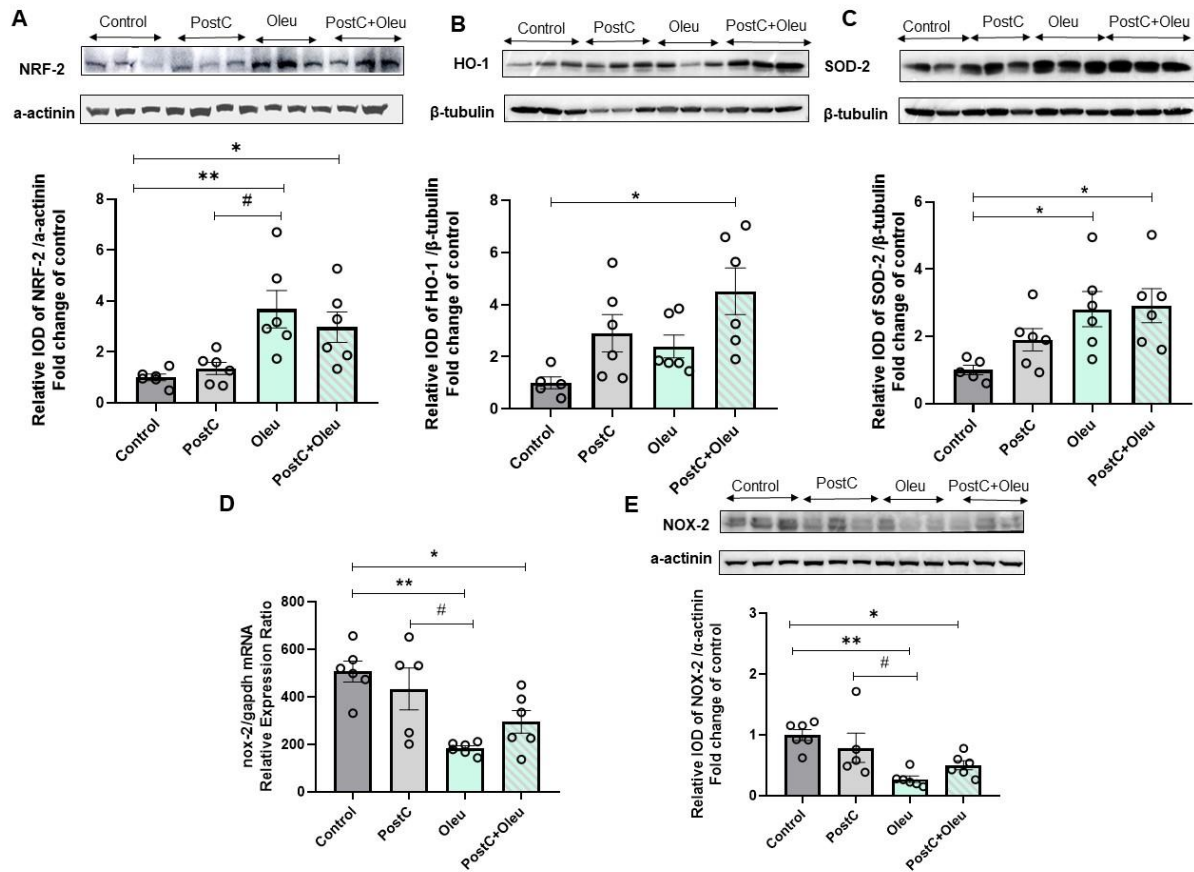 A
Control
PostC
Oleu
PostC+Oleu
NRF-2
a-actinin
*
**
#
Relative IOD of NRF-2 /a-actinin
Fold change of control
8
6
4
2
0
Control
PostC
Oleu
PostC+Oleu
B
Control
PostC
Oleu
PostC+Oleu
HO-1
β-tubulin
*
Relative IOD of HO-1 /β-tubulin
Fold change of control
8
6
4
2
0
Control
PostC
Oleu
PostC+Oleu
C
Control
PostC
Oleu
PostC+Oleu
SOD-2
β-tubulin
*
*
Relative IOD of SOD-2 /β-tubulin
Fold change of control
6
4
2
0
Control
PostC
Oleu
PostC+Oleu
D
*
**
#
nox-2/gapdh mRNA
Relative Expression Ratio
800
600
400
200
0
Control
PostC
Oleu
PostC+Oleu
E
Control
PostC
Oleu
PostC+Oleu
NOX-2
a-actinin
*
**
#
Relative IOD of NOX-2 /α-actinin
Fold change of control
3
2
1
0
Control
PostC
Oleu
PostC+Oleu